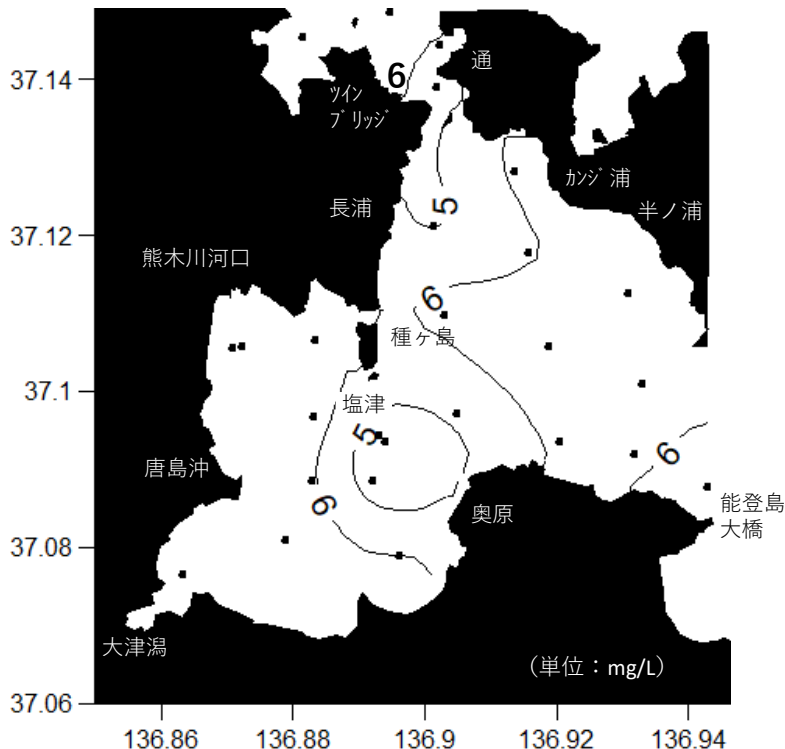 37.14
6
通
ﾂｲﾝ
ﾌﾞﾘｯｼﾞ
ｶﾝｼﾞ浦
長浦
5
半ノ浦
37.12
熊木川河口
6
種ヶ島
37.1
塩津
5
6
唐島沖
6
奥原
能登島
大橋
37.08
大津潟
（単位：mg/L）
37.06
136.86
136.88
136.9
136.92
136.94